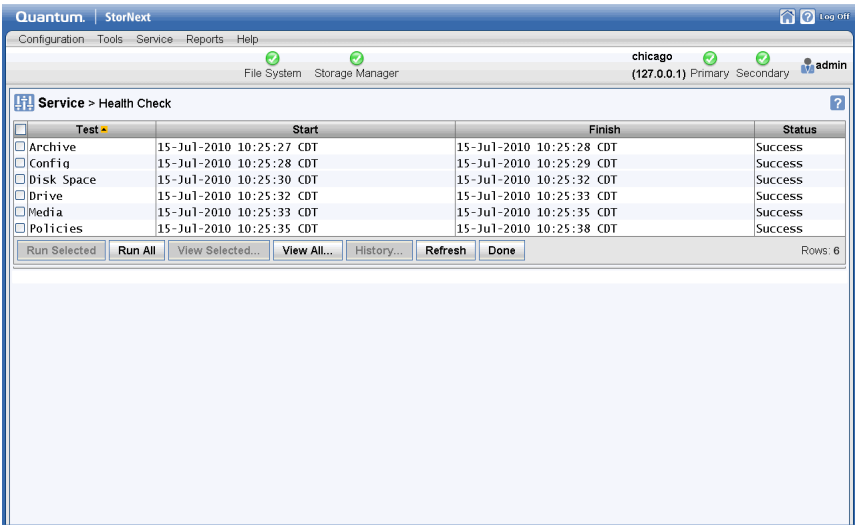 Quantum. StorNext Log Off
Configuration Tools Service Reports Help
File System Storage Manager
chicago
(127.0.0.1) Primary Secondary admin
Service > Health Check
Test Start Finish Status
Archive 15-Jul-2010 10:25:27 CDT 15-Jul-2010 10:25:28 CDT Success
Config 15-Jul-2010 10:25:28 CDT 15-Jul-2010 10:25:29 CDT Success
Disk Space 15-Jul-2010 10:25:30 CDT 15-Jul-2010 10:25:32 CDT Success
Drive 15-Jul-2010 10:25:32 CDT 15-Jul-2010 10:25:33 CDT Success
Media 15-Jul-2010 10:25:33 CDT 15-Jul-2010 10:25:35 CDT Success
Policies 15-Jul-2010 10:25:35 CDT 15-Jul-2010 10:25:38 CDT Success
Run Selected Run All View Selected... View All... History... Refresh Done Rows: 6